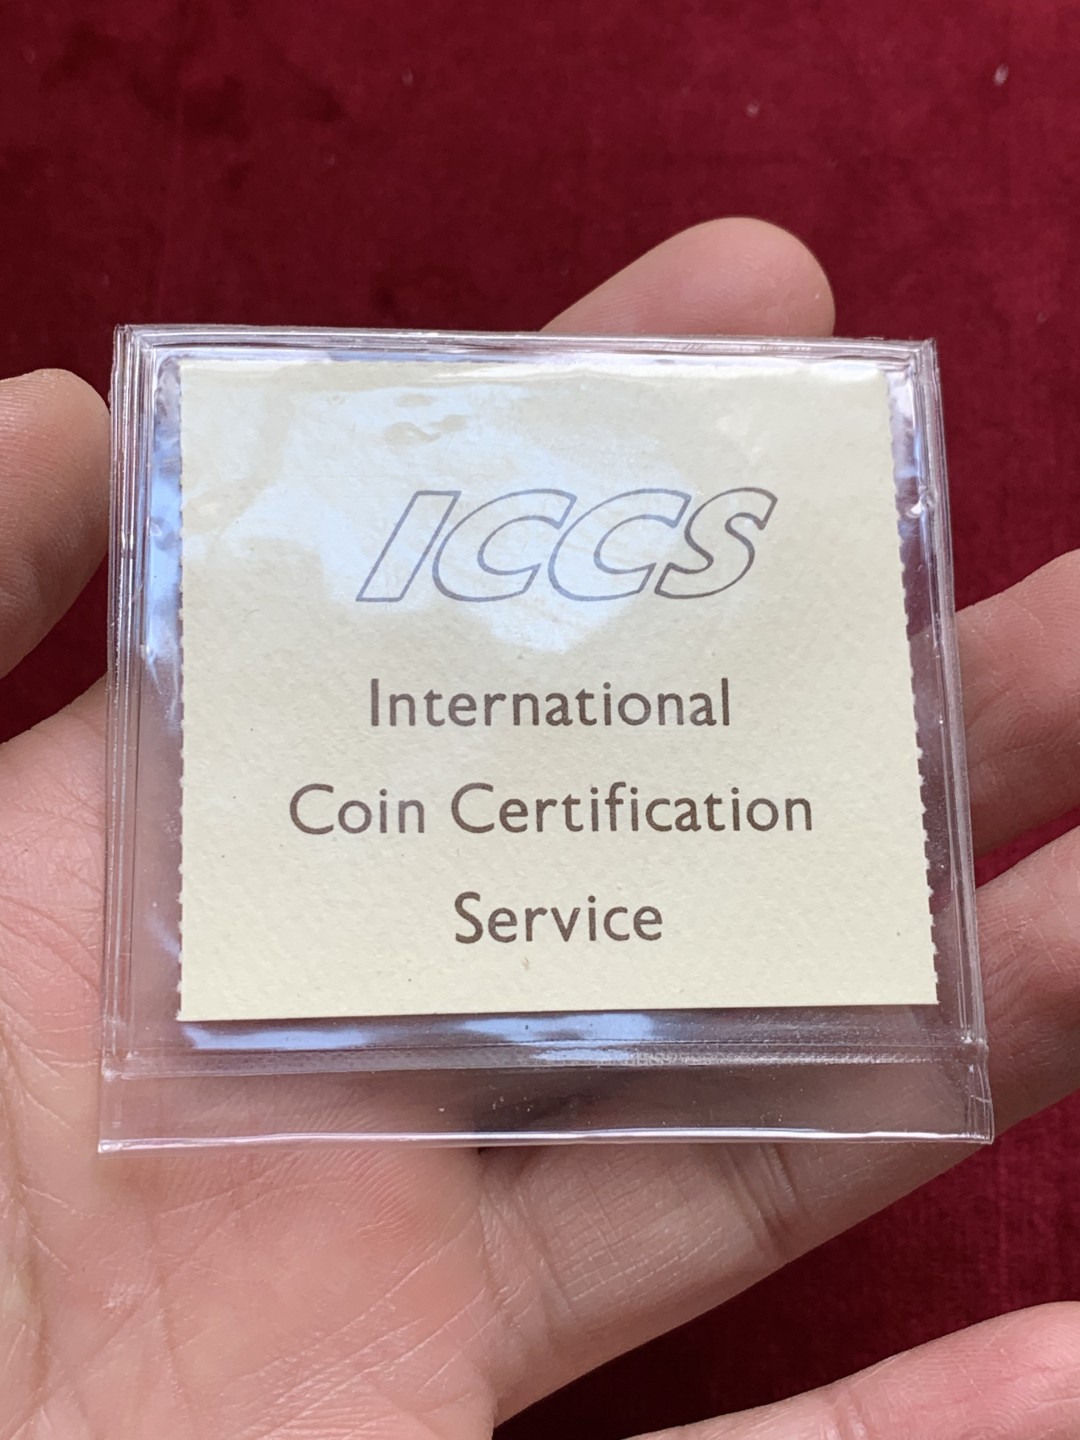 ICCS
International
Coin Certification
Service